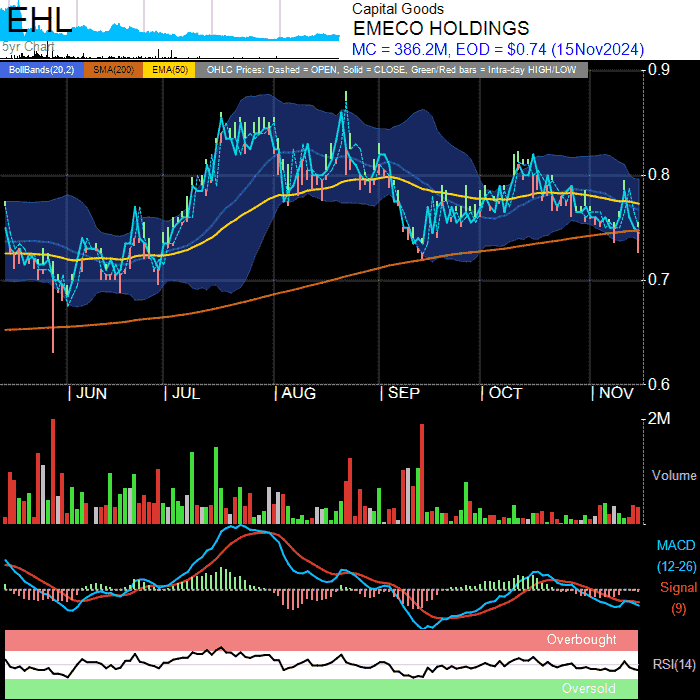 EHL
5yr Chart
Capital Goods
EMECO HOLDINGS
MC = 386.2M, EOD = $0.74 (15Nov2024)
BollBands(20,2) SMA(200) EMA(50) OHLC Prices: Dashed = OPEN, Solid = CLOSE, Green/Red bars = Intra-day HIGH/LOW
0.9
0.8
0.7
0.6
JUN JUL AUG SEP OCT NOV
2M
Volume
MACD
(12-26)
Signal
(9)
Overbought
RSI(14)
Oversold